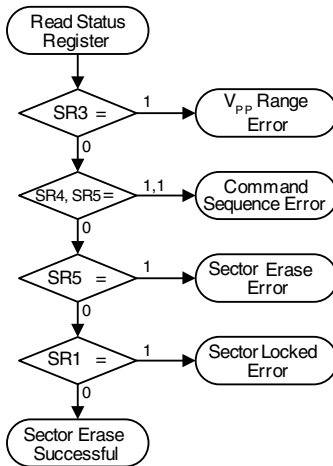 Read Status
Register
SR3 =
1
V_PP Range
Error
0
SR4, SR5 =
1,1
Command
Sequence Error
0
SR5 =
1
Sector Erase
Error
0
SR1 =
1
Sector Locked
Error
0
Sector Erase
Successful